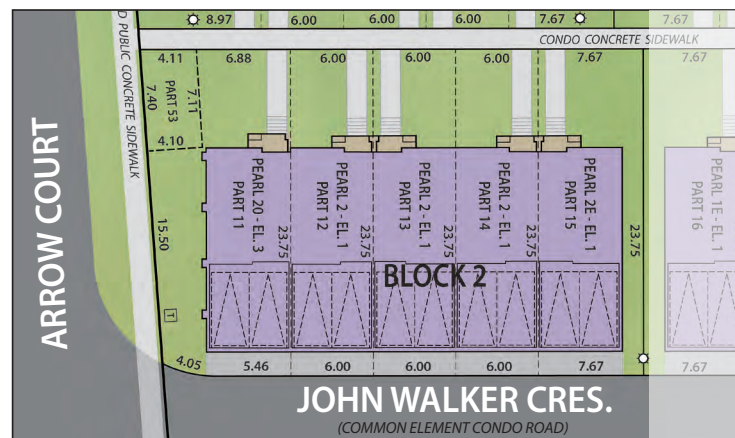 8.97 6.00 6.00 6.00 7.67 7.67
CONDO CONCRETE SIDEWALK
4.11 6.88 6.00 6.00 6.00 7.67 7.67
D PUBLIC CONCRETE SIDEWALK
PART 53
7.40
7.11
4.10
ARROW COURT
15.50
PEARL 20 - EL. 3
PART 11
23.75
PEARL 2 - EL. 1
PART 12
23.75
PEARL 2 - EL. 1
PART 13
23.75
PEARL 2 - EL. 1
PART 14
23.75
PEARL 2E - EL. 1
PART 15
23.75
PEARL 1E - EL. 1
PART 16
BLOCK 2
T
4.05
5.46 6.00 6.00 6.00 7.67 7.67
JOHN WALKER CRES.
(COMMON ELEMENT CONDO ROAD)